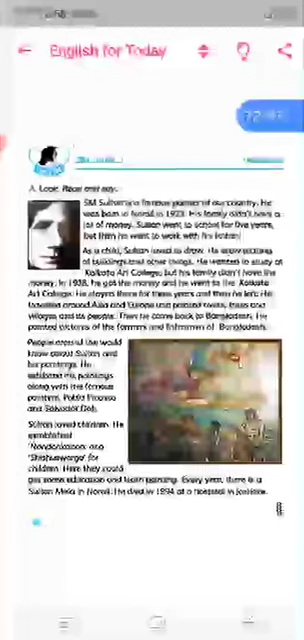 English for Today
A. Look. Read and say.
SM Sultan is a famous painter of our country. He
was born in Narail in 1923. His family didn't have a
lot of money. Sultan went to school for five years,
but then he went to work with his father.
As a child, Sultan loved to draw. He drew pictures
of buildings and other things. He wanted to study at
Kolkata Art College, but his family didn't have the
money. In 1938, he got the money and he went to the Kolkata
Art College. He stayed there for three years and then he left. He
travelled around Asia and Europe and painted rivers, trees and
villages and its people. Then he came back to Bangladesh. He
painted pictures of the farmers and fishermen of Bangladesh.
People around the world
know about Sultan and
his paintings. He
exhibited his paintings
along with the famous
painters, Pablo Picasso
and Salvador Dali.
Sultan loved children. He
established
'Nandankanan' and
'Shishuswarga' for
children. Here they could
get some education and learn painting. Every year, there is a
Sultan Mela in Narail. He died in 1994 at a hospital in Jessore.